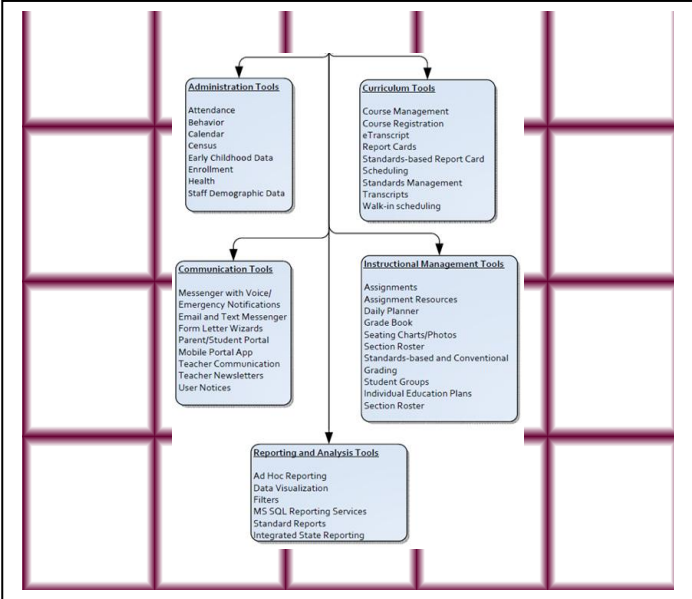 Administration Tools
Attendance
Behavior
Calendar
Census
Early Childhood Data
Enrollment
Health
Staff Demographic Data
Curriculum Tools
Course Management
Course Registration
eTranscript
Report Cards
Standards-based Report Card
Scheduling
Standards Management
Transcripts
Walk-in scheduling
Communication Tools
Messenger with Voice/
Emergency Notifications
Email and Text Messenger
Form Letter Wizards
Parent/Student Portal
Mobile Portal App
Teacher Communication
Teacher Newsletters
User Notices
Instructional Management Tools
Assignments
Assignment Resources
Daily Planner
Grade Book
Seating Charts/Photos
Section Roster
Standards-based and Conventional
Grading
Student Groups
Individual Education Plans
Section Roster
Reporting and Analysis Tools
Ad Hoc Reporting
Data Visualization
Filters
MS SQL Reporting Services
Standard Reports
Integrated State Reporting